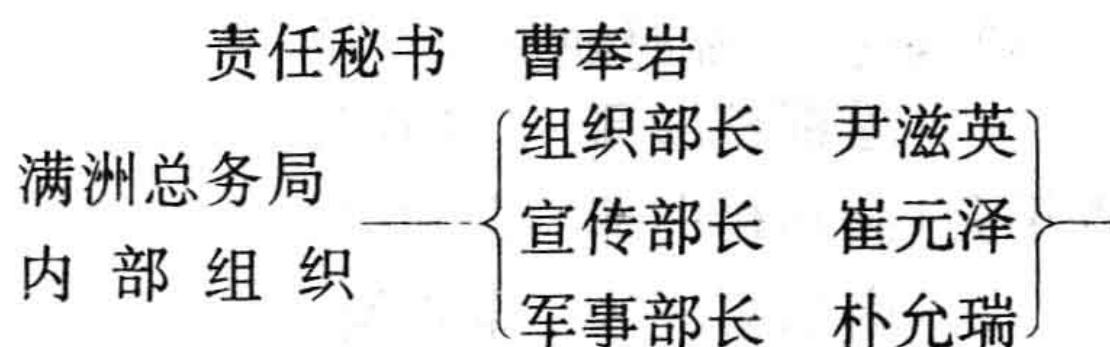 责任秘书 曹奉岩
组织部长 尹滋英
满洲总务局
宣传部长 崔元泽
内部组织
军事部长 朴允瑞